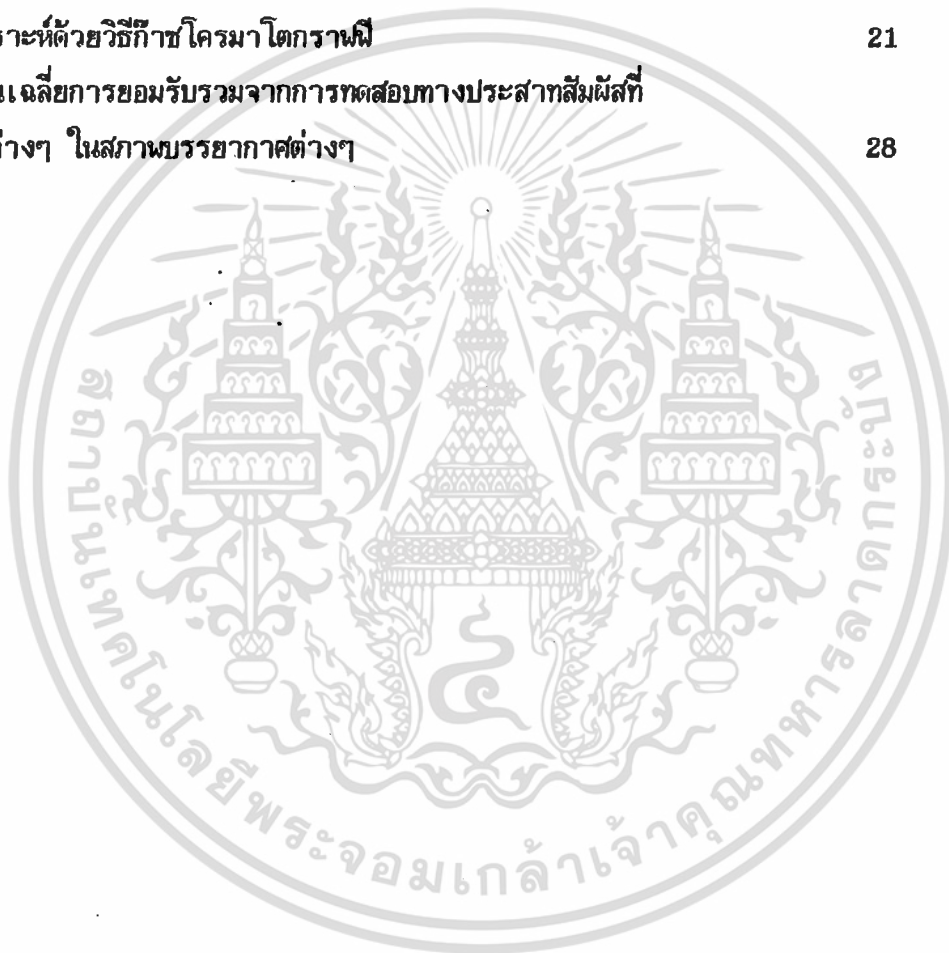 ราะห์ด้วยวิธีก๊าซโครมาโตกราฟฟี 21
นเฉลี่ยการยอมรับรวมจากการทดสอบทางประสาทสัมผัสที่
ต่างๆ ในสภาพบรรยากาศต่างๆ 28
สถาบันเทคโนโลยีพระจอมเกล้าเจ้าคุณทหารลาดกระบัง